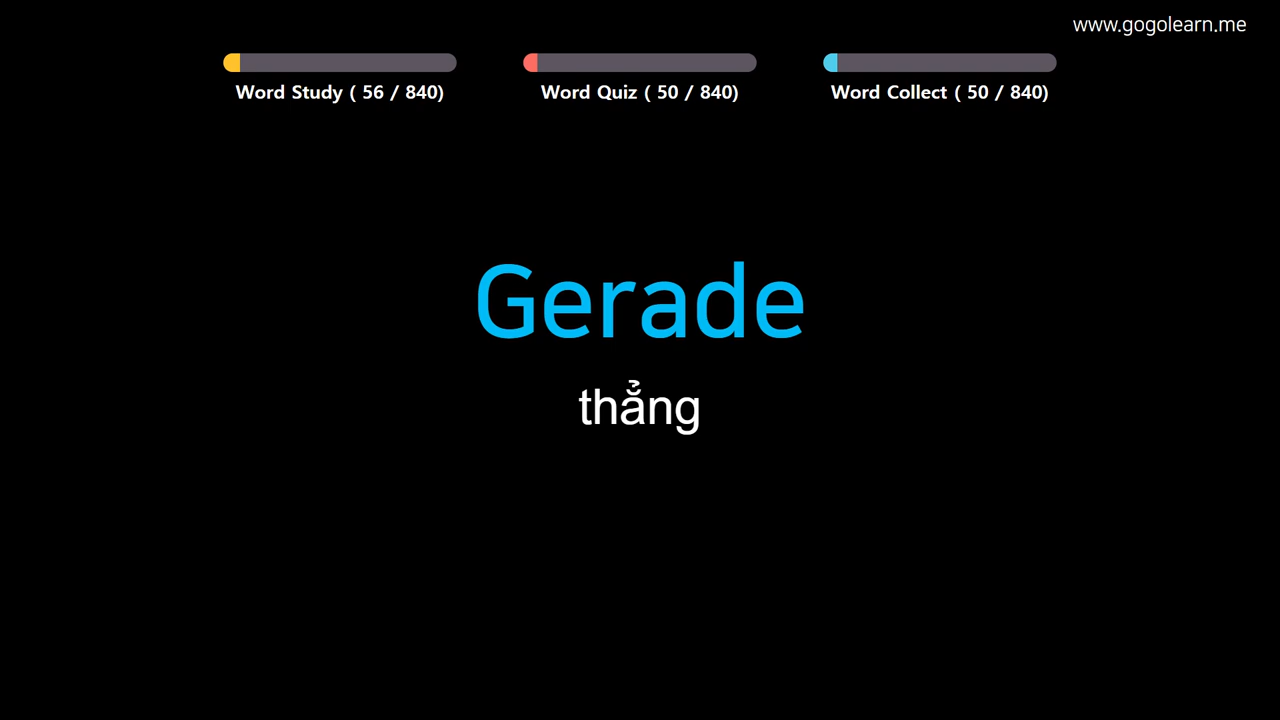 www.gogolearn.me
Word Study ( 56 / 840)
Word Quiz ( 50 / 840)
Word Collect ( 50 / 840)
Gerade
thẳng